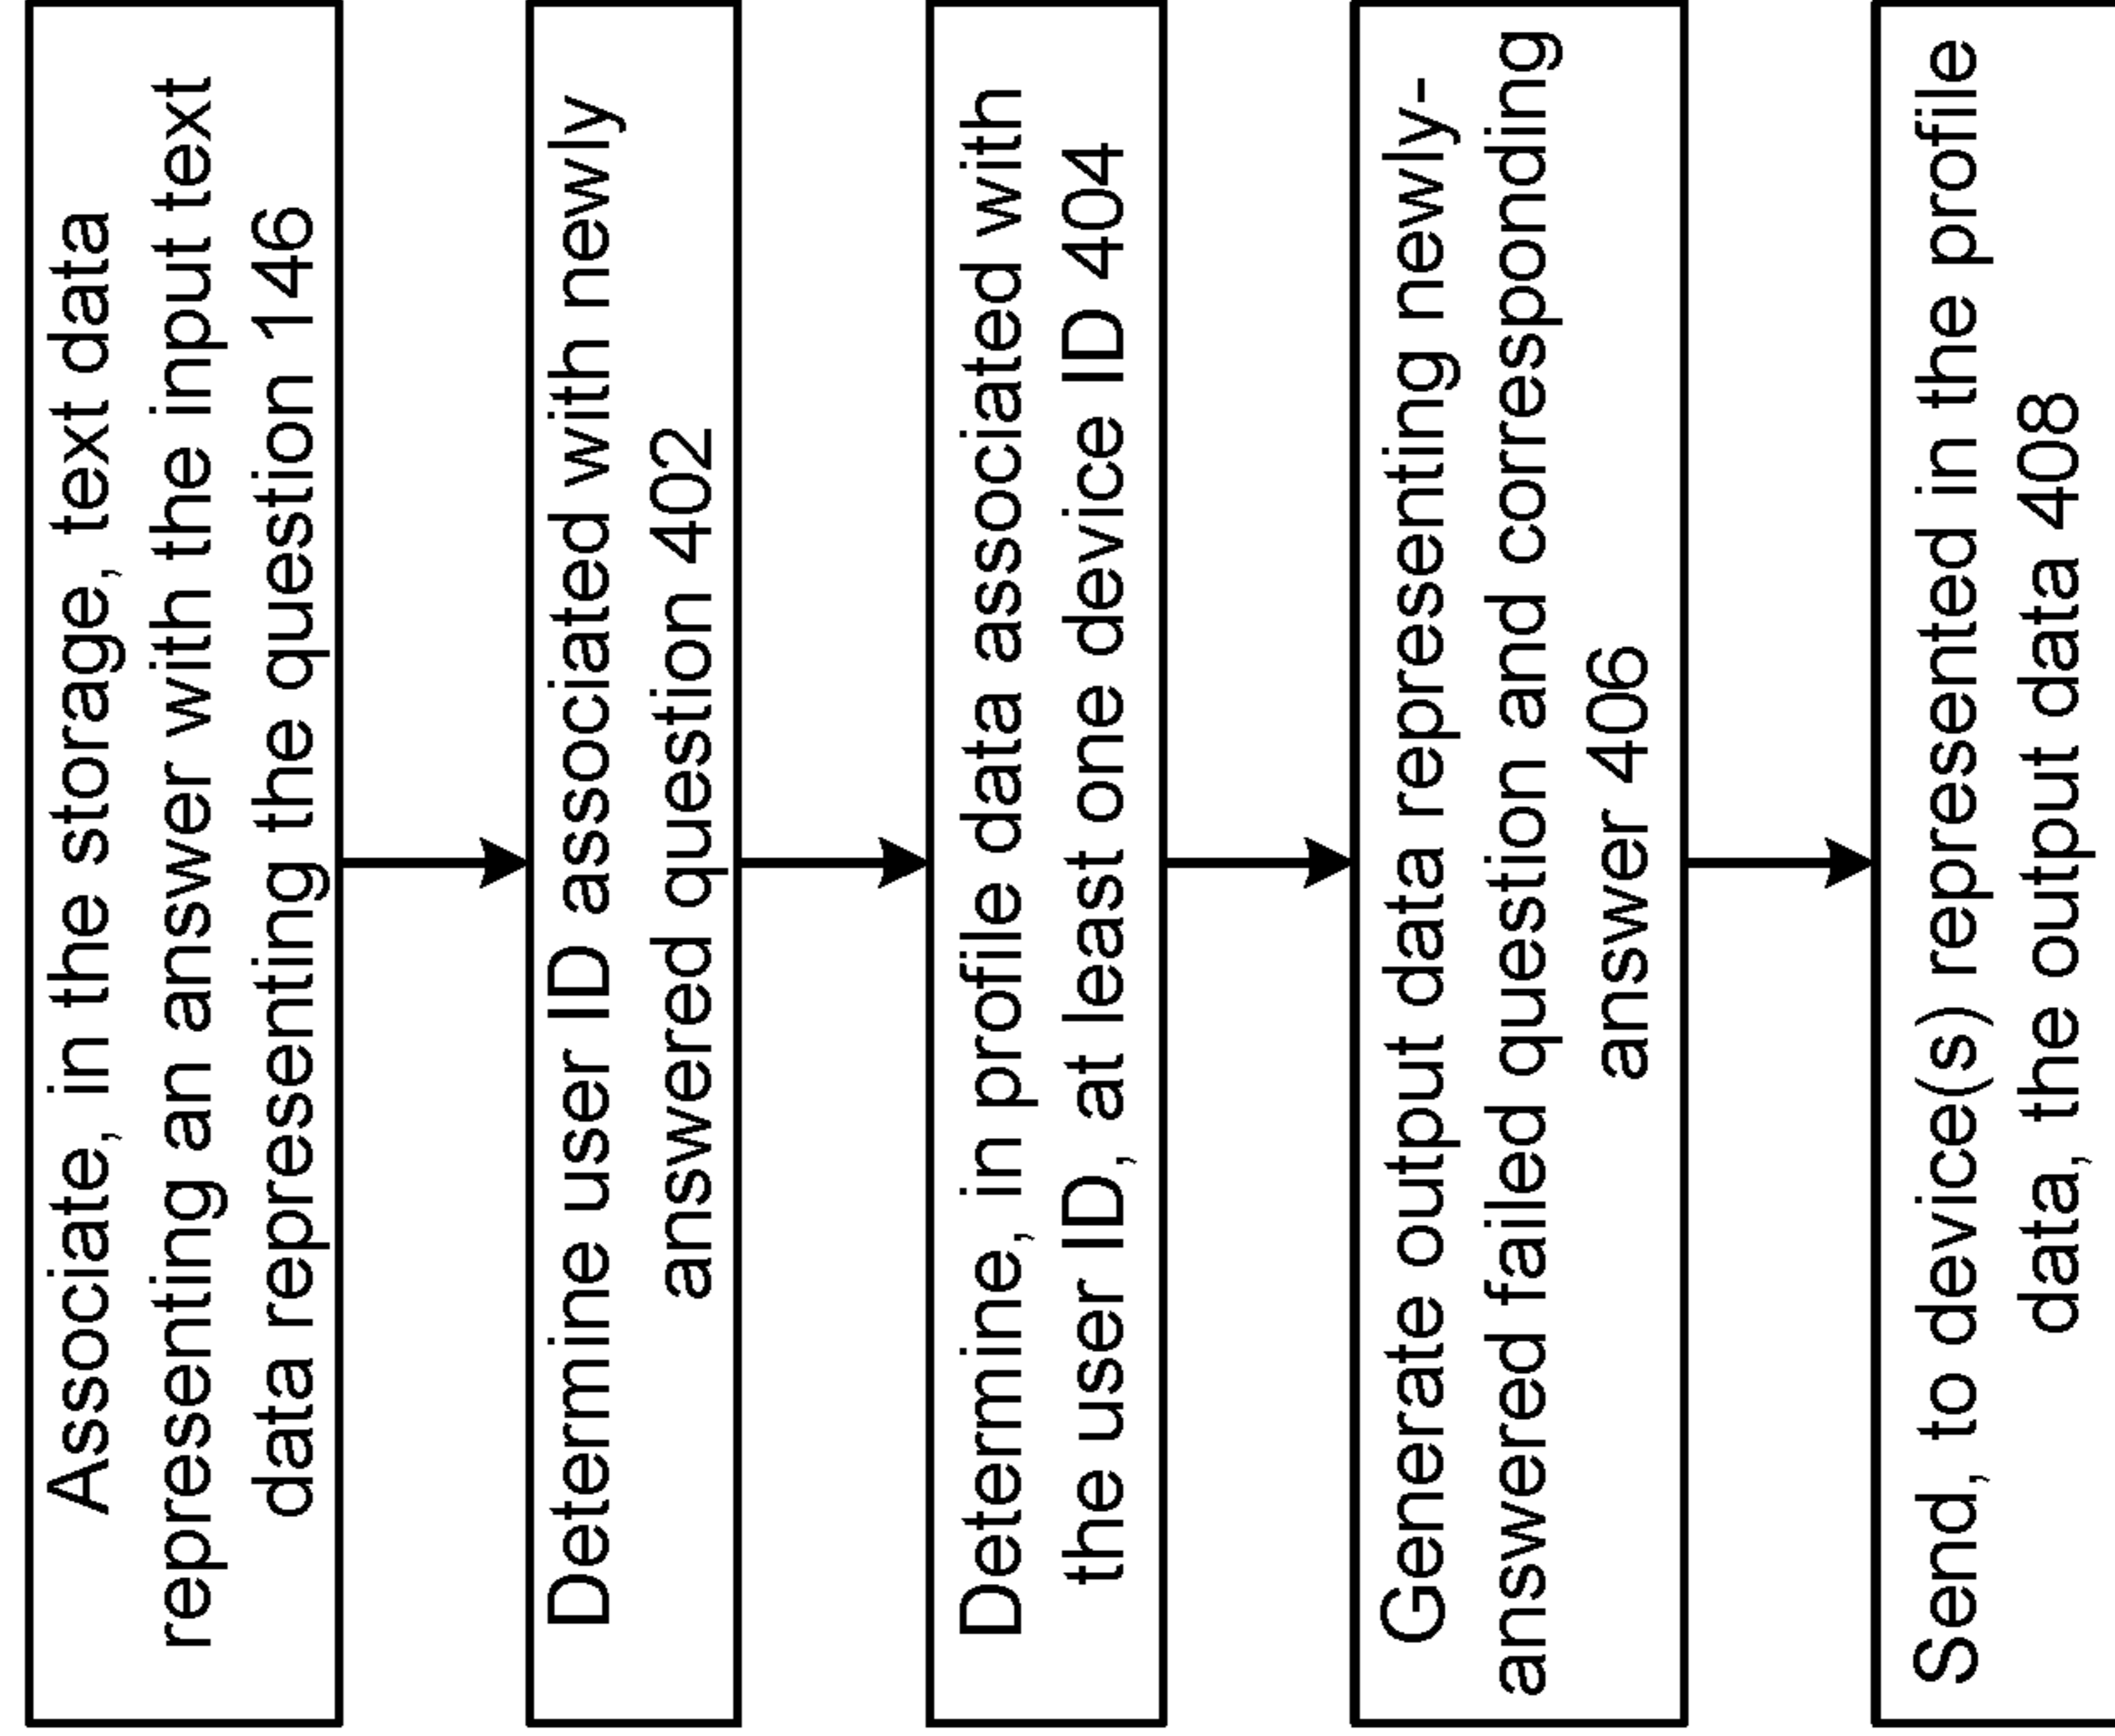 Associate, in the storage, text data
representing an answer with the input text
data representing the question 146
Determine user ID associated with newly
answered question 402
Determine, in profile data associated with
the user ID, at least one device ID 404
Generate output data representing newly-
answered failed question and corresponding
answer 406
Send, to device(s) represented in the profile
data, the output data 408